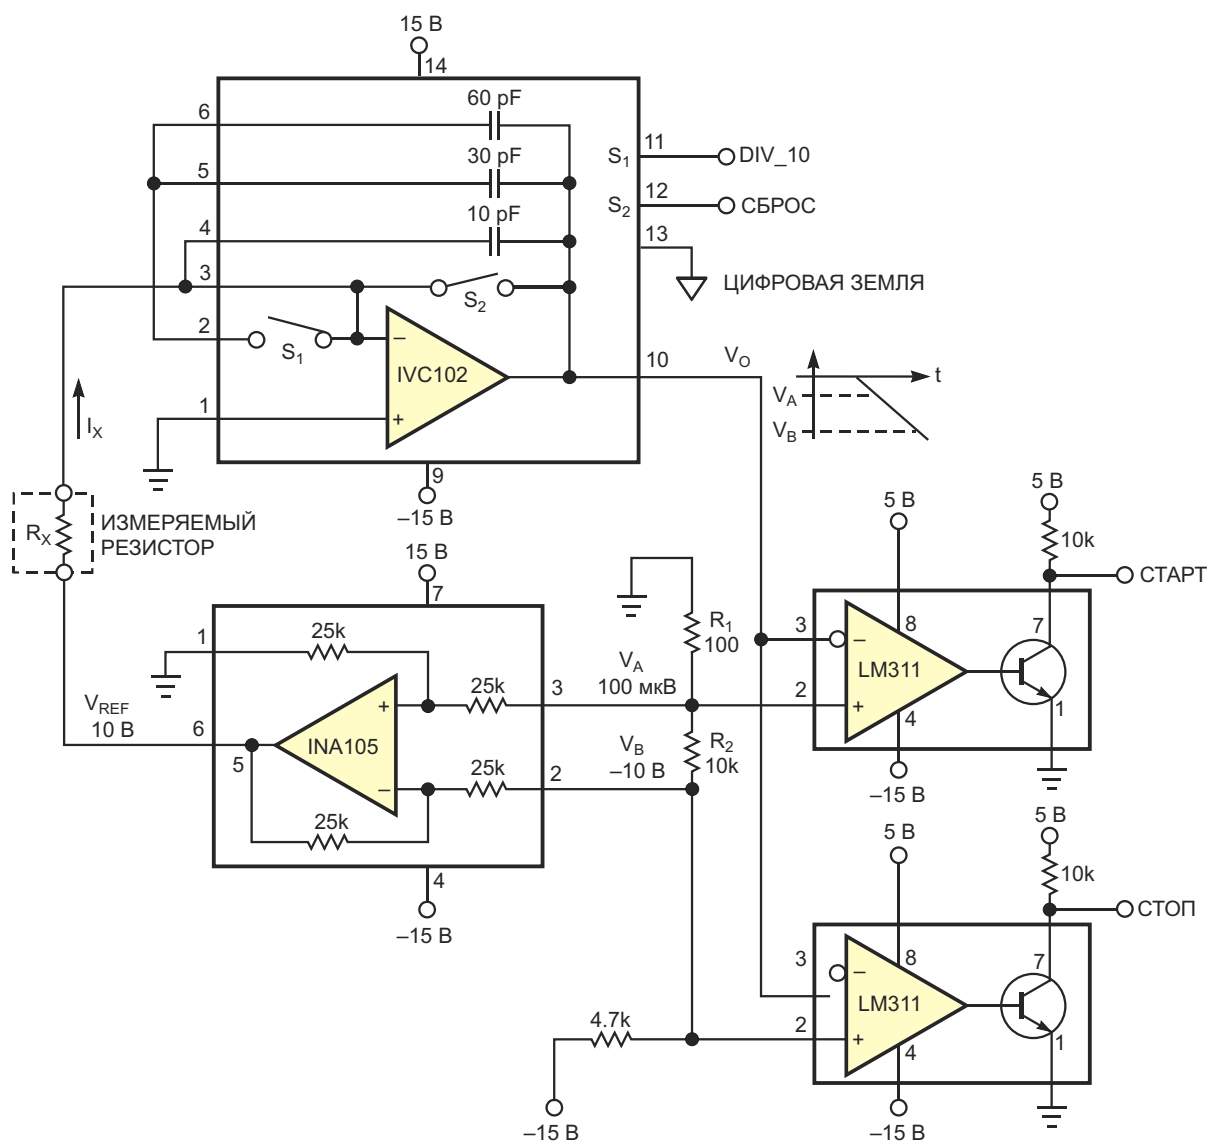 15 В
14
60 pF
6
30 pF
5
10 pF
4
3
S2
2
S1
IVC102
–
+
1
S1
11
DIV_10
S2
12
СБРОС
13
ЦИФРОВАЯ ЗЕМЛЯ
10
VO
t
VA
VB
9
–15 В
IX
RX
ИЗМЕРЯЕМЫЙ
РЕЗИСТОР
15 В
7
1
25k
25k
3
+
INA105
–
VREF
10 В
6
5
25k
2
25k
4
–15 В
R1
100
VA
100 мкВ
VB
–10 В
R2
10k
4.7k
–15 В
5 В
5 В
10k
СТАРТ
3
8
–
LM311
7
2
+
4
1
–15 В
5 В
5 В
10k
СТОП
3
8
–
LM311
7
2
+
4
1
–15 В